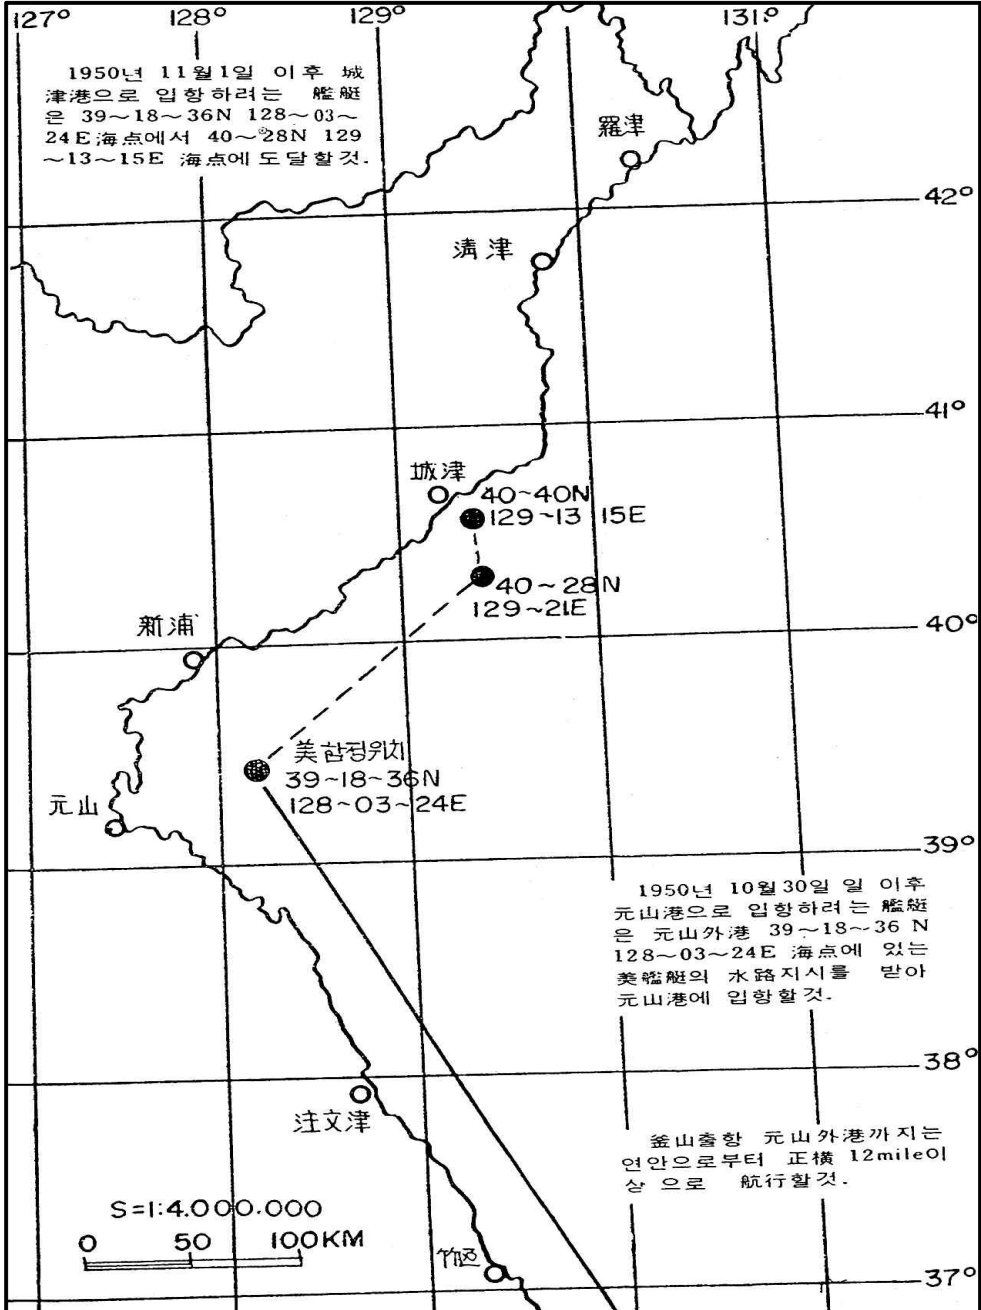 127°
128°
129°
131°
1950년 11월1일 이후 城
津港으로 입항하려는 艦艇
은 39~18~36N 128~03~
24E海点에서 40~28N 129
~13~15E 海点에 도달할것.
羅津
42°
淸津
41°
城津
40~40N
129~13 15E
40~28N
129~21E
新浦
40°
美함정위치
39~18~36N
128~03~24E
元山
39°
1950년 10월30일 일 이후
元山港으로 입항하려는 艦艇
은 元山外港 39~18~36 N
128~03~24E 海点에 있는
美艦艇의 水路지시를 받아
元山港에 입항할것.
38°
注文津
釜山출항 元山外港까지는
연안으로부터 正橫 12mile이
상 으로 航行할것.
S=1:4.000.000
0 50 100KM
竹辺
37°